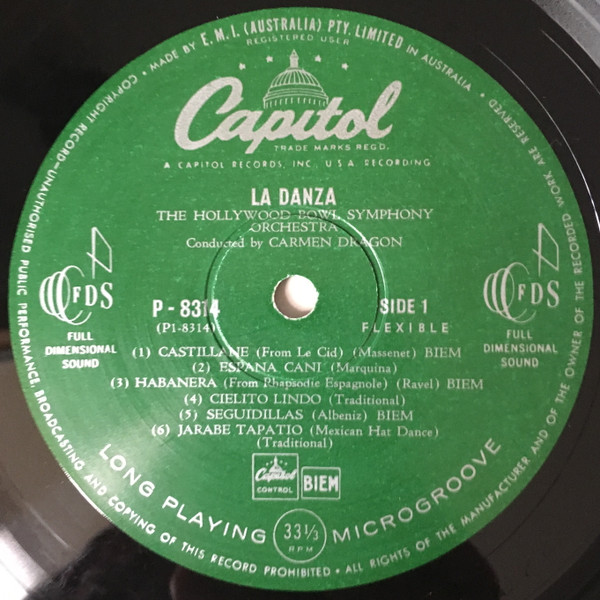 MADE BY E.M.I. (AUSTRALIA) PTY. LIMITED IN AUSTRALIA
REGISTERED USER
Capitol
TRADE MARKS REGD.
A CAPITOL RECORDS, INC., U.S.A. RECORDING
LA DANZA
THE HOLLYWOOD BOWL SYMPHONY
ORCHESTRA
Conducted by CARMEN DRAGON
P-8314
SIDE 1
(P1-8314)
FLEXIBLE
FDS
FULL
DIMENSIONAL
SOUND
FDS
FULL
DIMENSIONAL
SOUND
(1) CASTILLANE (From Le Cid) (Massenet) BIEM
(2) ESPANA CANI (Marquina)
(3) HABANERA (From Rhapsodie Espagnole) (Ravel) BIEM
(4) CIELITO LINDO (Traditional)
(5) SEGUIDILLAS (Albeniz) BIEM
(6) JARABE TAPATIO (Mexican Hat Dance)
(Traditional)
Capitol
CONTROL
BIEM
LONG PLAYING 33⅓ MICROGROOVE
RPM
COPYRIGHT RECORD—UNAUTHORISED PUBLIC PERFORMANCE, BROADCASTING AND COPYING OF THIS RECORD PROHIBITED • ALL RIGHTS OF THE MANUFACTURER AND OF THE OWNER OF THE RECORDED WORK ARE RESERVED